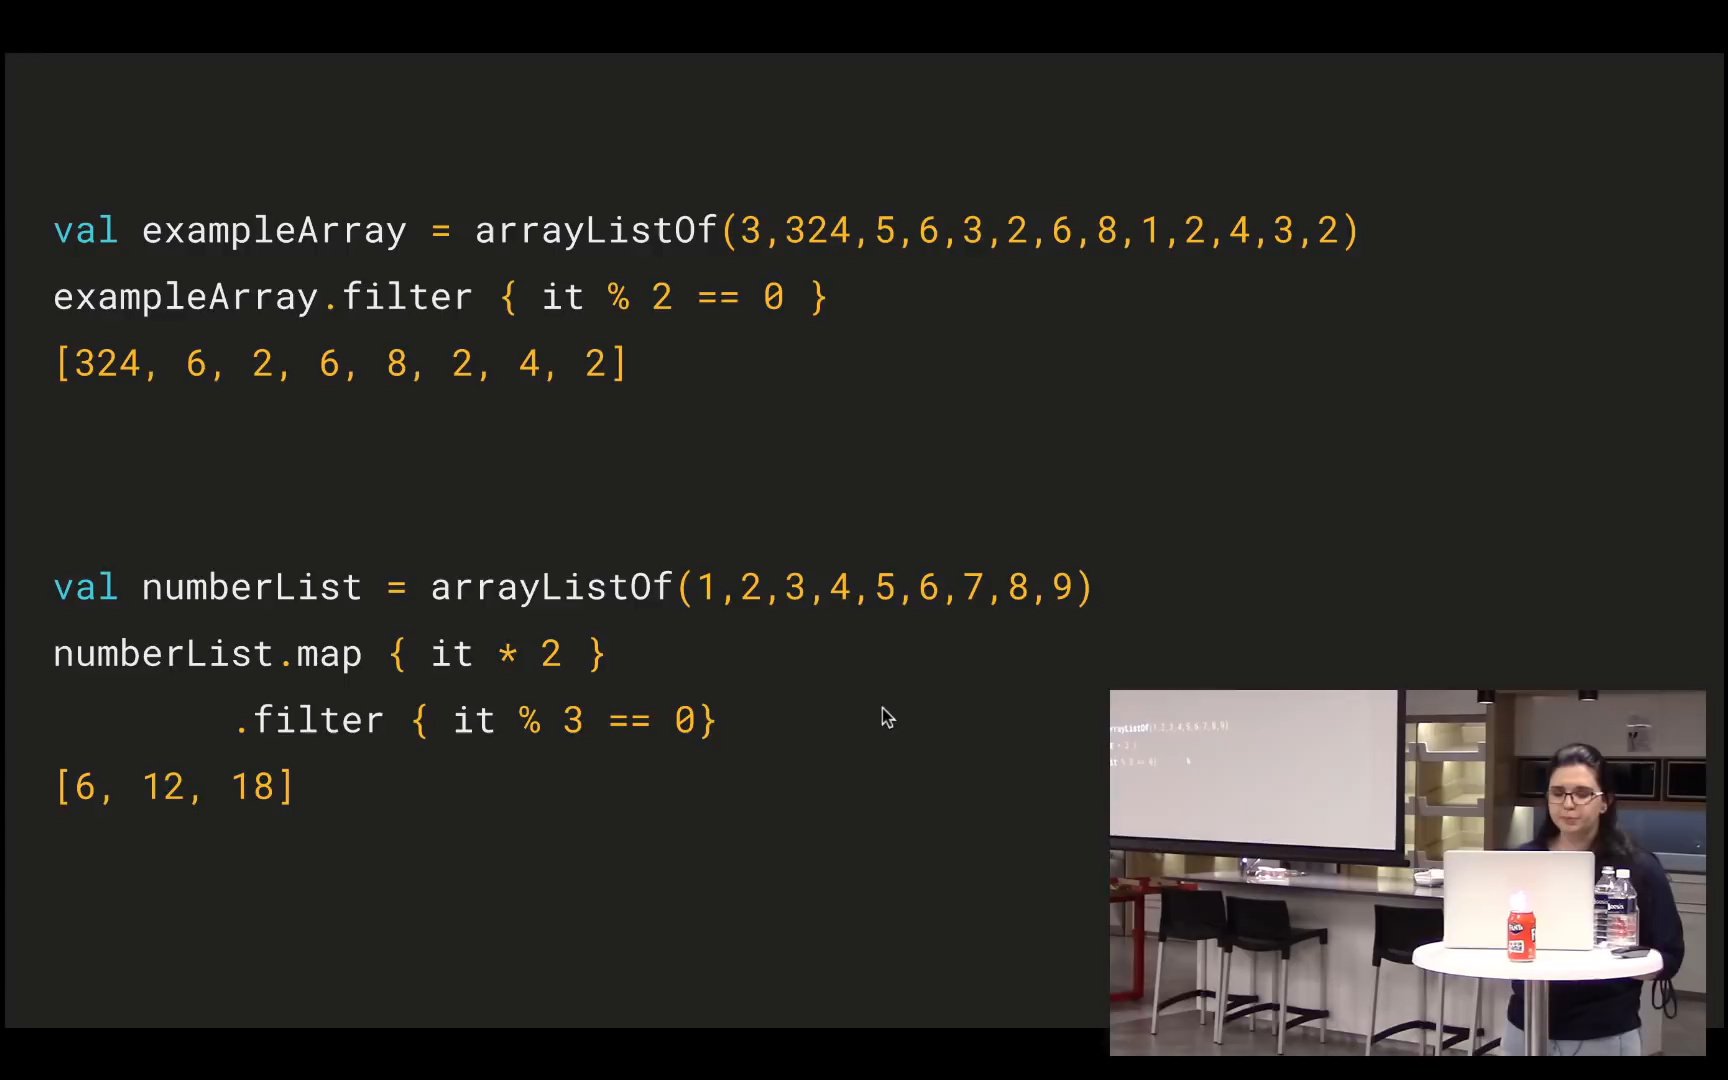 val exampleArray = arrayListOf(3,324,5,6,3,2,6,8,1,2,4,3,2)
exampleArray.filter { it % 2 == 0 }
[324, 6, 2, 6, 8, 2, 4, 2]
val numberList = arrayListOf(1,2,3,4,5,6,7,8,9)
numberList.map { it * 2 }
.filter { it % 3 == 0}
[6, 12, 18]